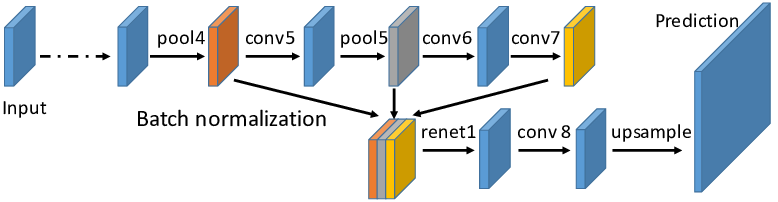 Prediction
pool4 conv5 pool5 conv6 conv7
Input
Batch normalization
renet1 conv 8 upsample